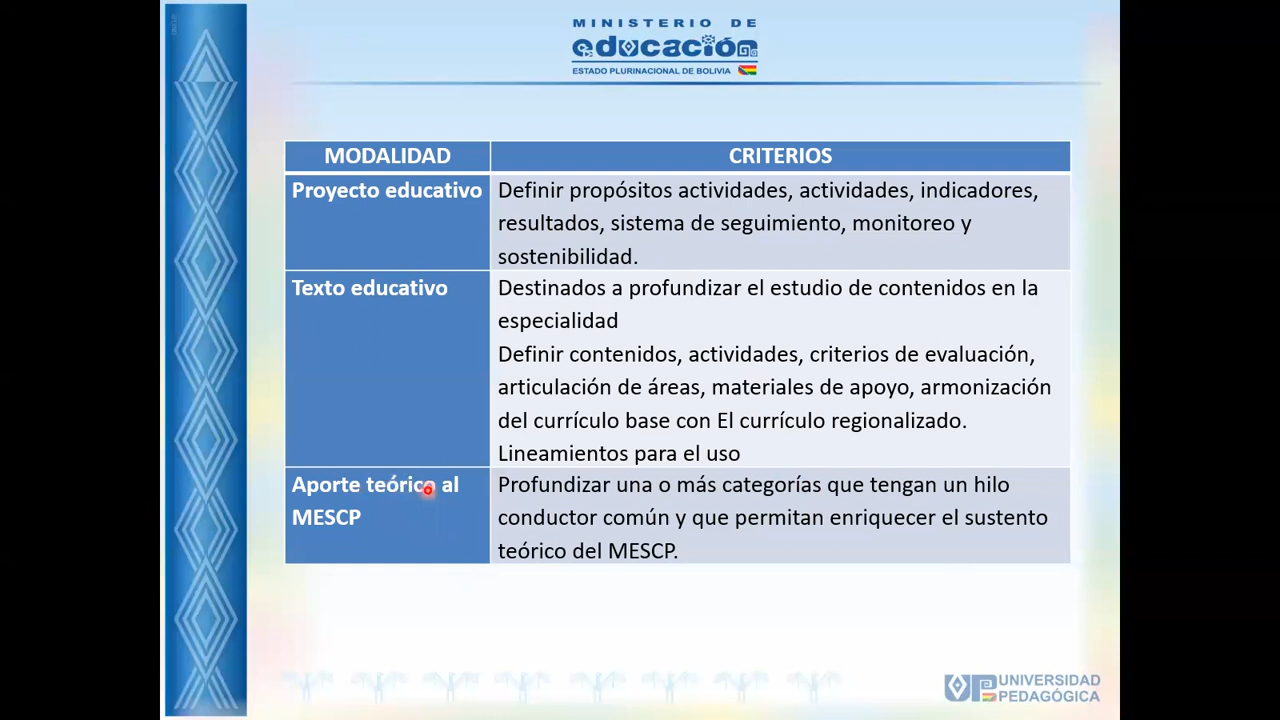 MINISTERIO DE
educación
ESTADO PLURINACIONAL DE BOLIVIA
MODALIDAD
CRITERIOS
Proyecto educativo
Definir propósitos actividades, actividades, indicadores,
resultados, sistema de seguimiento, monitoreo y
sostenibilidad.
Texto educativo
Destinados a profundizar el estudio de contenidos en la
especialidad
Definir contenidos, actividades, criterios de evaluación,
articulación de áreas, materiales de apoyo, armonización
del currículo base con El currículo regionalizado.
Lineamientos para el uso
Aporte teórico al
MESCP
Profundizar una o más categorías que tengan un hilo
conductor común y que permitan enriquecer el sustento
teórico del MESCP.
UP UNIVERSIDAD
PEDAGÓGICA